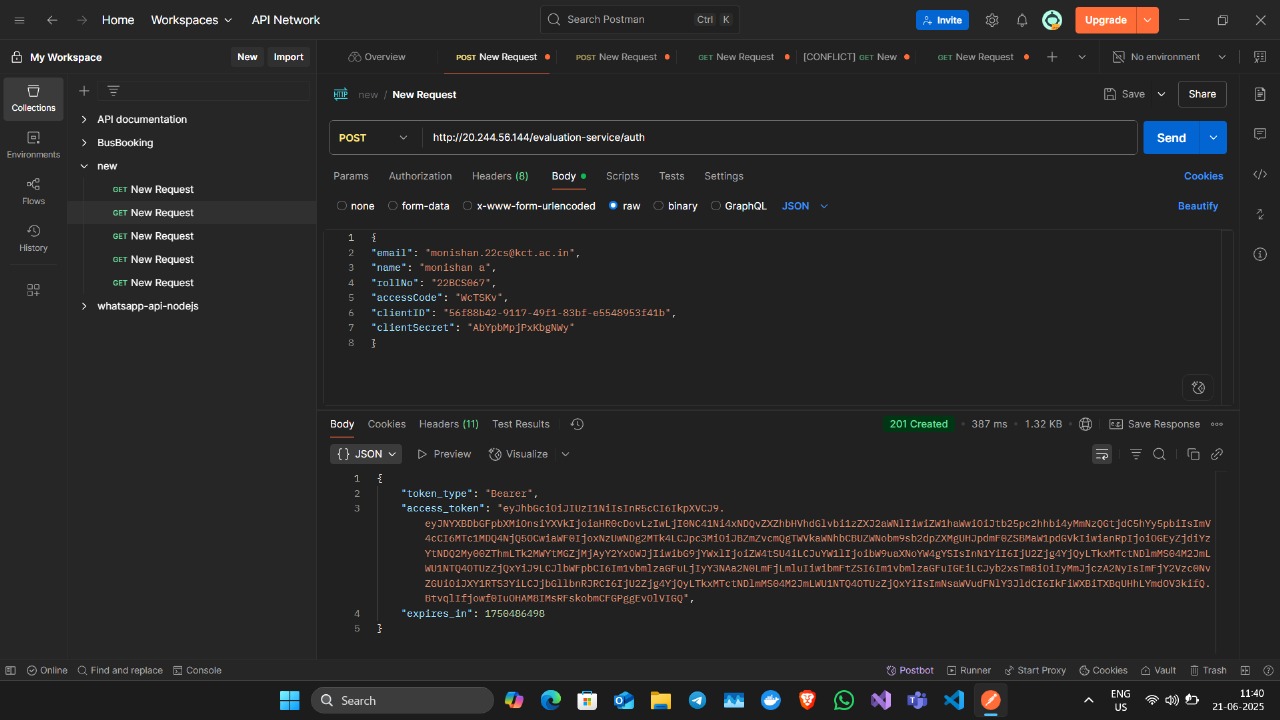 Home
Workspaces
API Network
Search Postman
Ctrl
K
Invite
Upgrade
My Workspace
New
Import
Overview
POST New Request
POST New Request
GET New Request
[CONFLICT] GET New
GET New Request
No environment
Collections
Environments
Flows
History
API documentation
BusBooking
new
GET New Request
GET New Request
GET New Request
GET New Request
GET New Request
whatsapp-api-nodejs
HTTP
new / New Request
Save
Share
POST
http://20.244.56.144/evaluation-service/auth
Send
Params
Authorization
Headers (8)
Body
Scripts
Tests
Settings
Cookies
none
form-data
x-www-form-urlencoded
raw
binary
GraphQL
JSON
Beautify
1 {
2 "email": "monishan.22cs@kct.ac.in",
3 "name": "monishan a",
4 "rollNo": "22BCS067",
5 "accessCode": "WcTSKv",
6 "clientID": "56f88b42-9117-49f1-83bf-e5548953f41b",
7 "clientSecret": "AbYpbMpjPxKbgNWy"
8 }
Body
Cookies
Headers (11)
Test Results
201 Created
387 ms
1.32 KB
Save Response
{} JSON
Preview
Visualize
1 {
2 "token_type": "Bearer",
3 "access_token": "eyJhbGciOiJIUzI1NiIsInR5cCI6IkpXVCJ9.
4 "expires_in": 1750486498
5 }
Online
Find and replace
Console
Postbot
Runner
Start Proxy
Cookies
Vault
Trash
Search
ENG
US
11:40
21-06-2025